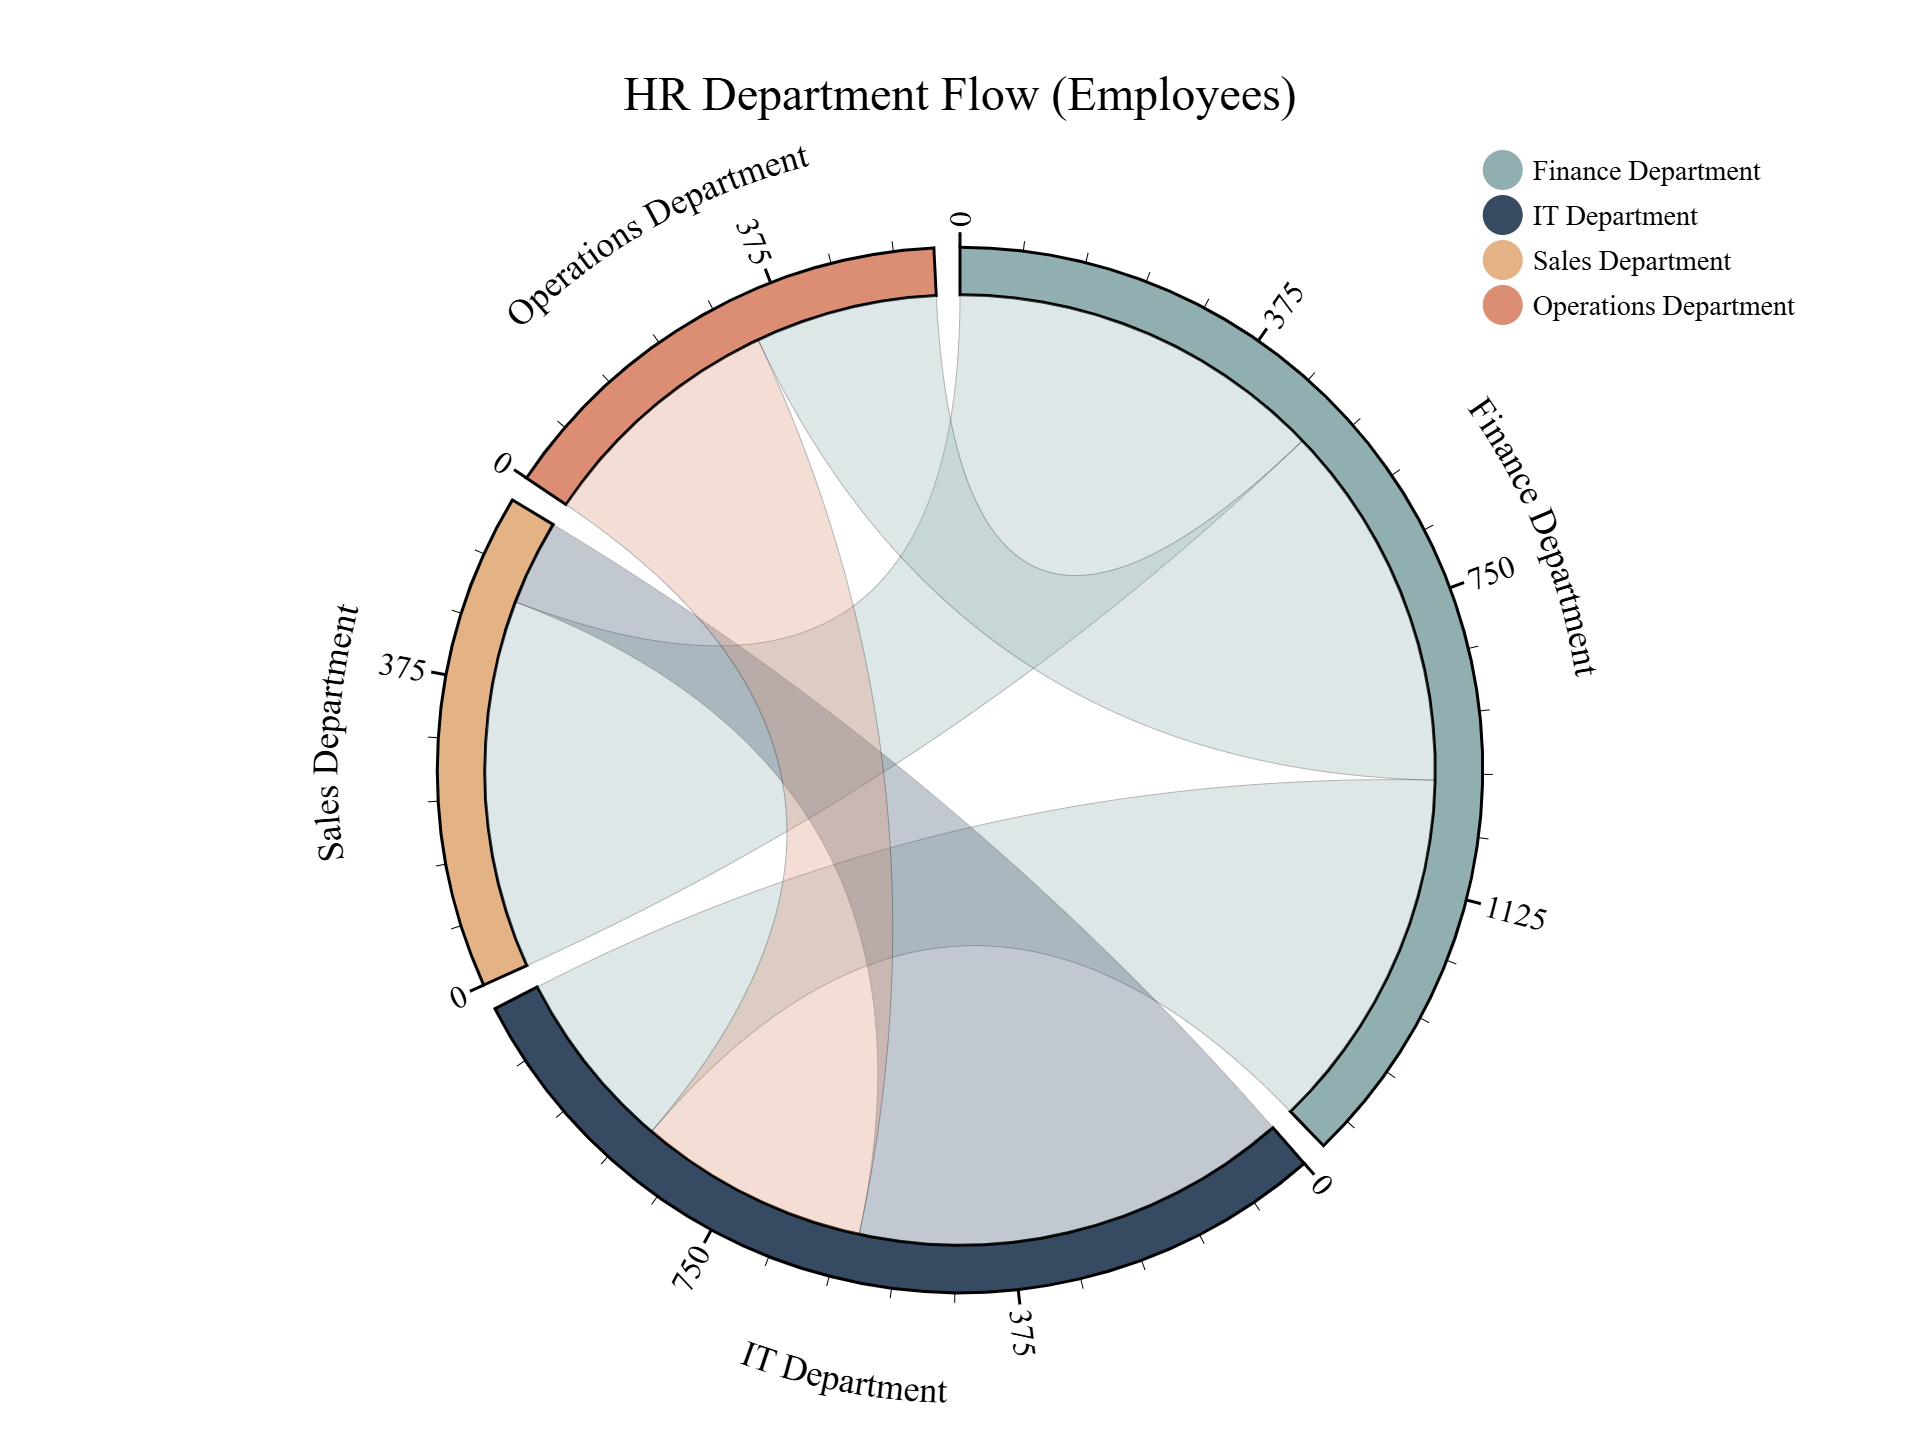 HR Department Flow (Employees)
Finance Department
IT Department
Sales Department
Operations Department
Operations Department
375
0
0
375
Finance Department
750
1125
0
375
IT Department
750
0
375
Sales Department